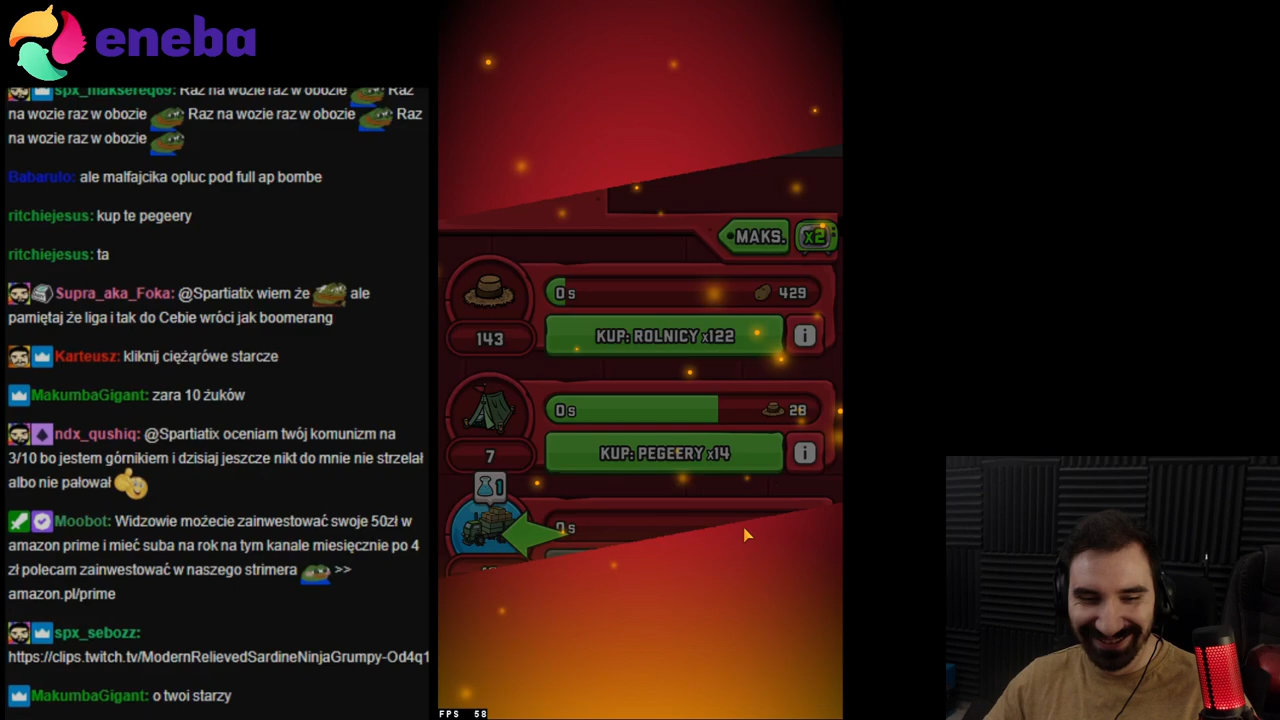 eneba
spx_maksereq69: Raz na wozie raz w obozie Raz
na wozie raz w obozie Raz na wozie raz w obozie Raz
na wozie raz w obozie
Babarulo: ale malfajcika opluc pod full ap bombe
ritchiejesus: kup te pegeery
ritchiejesus: ta
Supra_aka_Foka: @Spartiatix wiem że ale
pamiętaj że liga i tak do Cebie wróci jak boomerang
Karteusz: kliknij ciężąrówe starcze
MakumbaGigant: zara 10 żuków
ndx_qushiq: @Spartiatix oceniam twój komunizm na
3/10 bo jestem górnikiem i dzisiaj jeszcze nikt do mnie nie strzelał
albo nie pałował
Moobot: Widzowie możecie zainwestować swoje 50zł w
amazon prime i mieć suba na rok na tym kanale miesięcznie po 4
zł polecam zainwestować w naszego strimera >>
amazon.pl/prime
spx_sebozz:
https://clips.twitch.tv/ModernRelievedSardineNinjaGrumpy-Od4q1
MakumbaGigant: o twoi starzy
MAKS.
x2
0 s
429
143
KUP: ROLNICY x122
i
0 s
28
7
KUP: PEGEERY x14
i
1
0 s
FPS 58